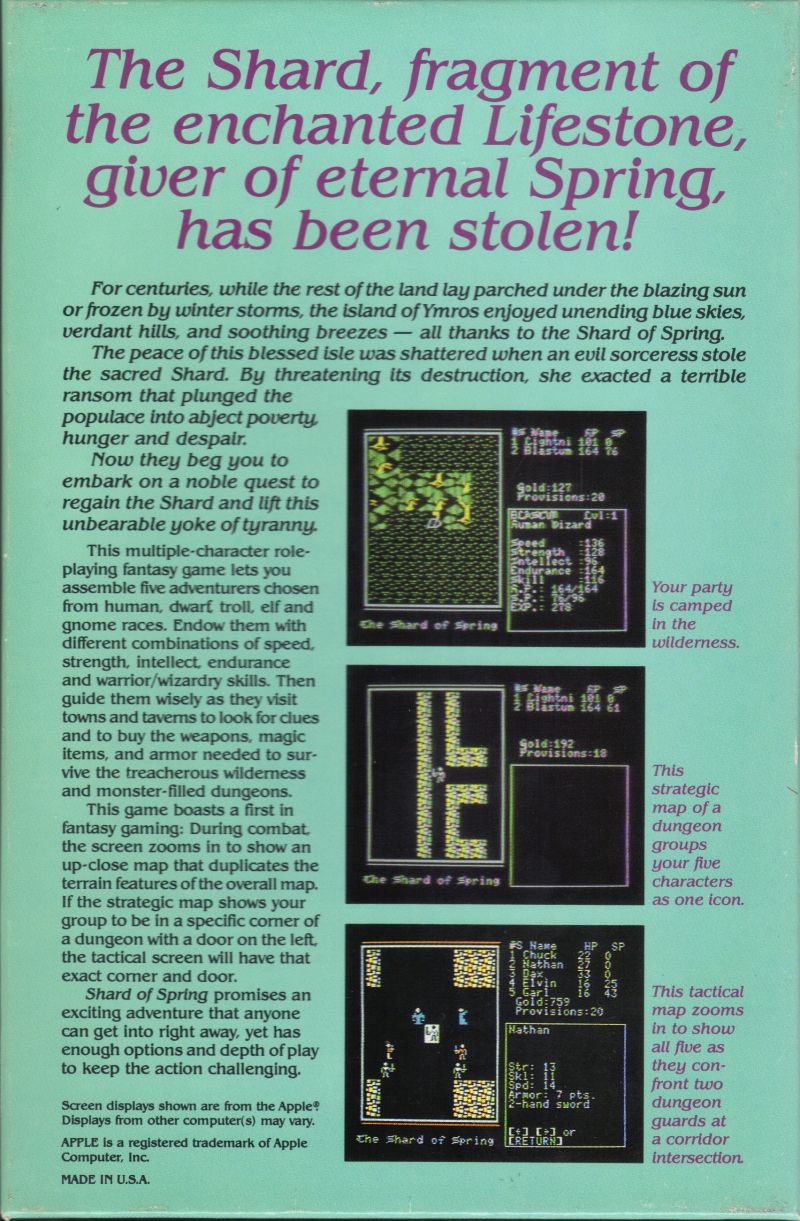 The Shard, fragment of
the enchanted Lifestone,
giver of eternal Spring,
has been stolen!
For centuries, while the rest of the land lay parched under the blazing sun
or frozen by winter storms, the island of Ymros enjoyed unending blue skies,
verdant hills, and soothing breezes — all thanks to the Shard of Spring.
The peace of this blessed isle was shattered when an evil sorceress stole
the sacred Shard. By threatening its destruction, she exacted a terrible
ransom that plunged the
populace into abject poverty,
hunger and despair.
Now they beg you to
embark on a noble quest to
regain the Shard and lift this
unbearable yoke of tyranny.
This multiple-character role-
playing fantasy game lets you
assemble five adventurers chosen
from human, dwarf, troll, elf and
gnome races. Endow them with
different combinations of speed,
strength, intellect, endurance
and warrior/wizardry skills. Then
guide them wisely as they visit
towns and taverns to look for clues
and to buy the weapons, magic
items, and armor needed to sur-
vive the treacherous wilderness
and monster-filled dungeons.
This game boasts a first in
fantasy gaming: During combat,
the screen zooms in to show an
up-close map that duplicates the
terrain features of the overall map.
If the strategic map shows your
group to be in a specific corner of
a dungeon with a door on the left,
the tactical screen will have that
exact corner and door.
Shard of Spring promises an
exciting adventure that anyone
can get into right away, yet has
enough options and depth of play
to keep the action challenging.
Screen displays shown are from the Apple®
Displays from other computer(s) may vary.
APPLE is a registered trademark of Apple
Computer, Inc.
MADE IN U.S.A.
#S Name HP SP
1 Lightni 101 0
2 Blastum 164 76
Gold:127
Provisions:20
BLASTUM Lvl:1
Human Wizard
Speed :136
Strength :128
Intellect :96
Endurance :164
Skill :116
H.P.: 164/164
S.P.: 76/96
EXP.: 278
The Shard of Spring
Your party
is camped
in the
wilderness.
#S Name HP SP
1 Lightni 101 0
2 Blastum 164 61
Gold:192
Provisions:18
The Shard of Spring
This
strategic
map of a
dungeon
groups
your five
characters
as one icon.
#S Name HP SP
1 Chuck 22 0
2 Nathan 27 0
3 Dax 33 0
4 Elvin 16 25
5 Garl 16 43
Gold:759
Provisions:20
Nathan
Str: 13
Skl: 11
Spd: 14
Armor: 7 pts.
2-hand sword
[←] [→] or
[RETURN]
The Shard of Spring
This tactical
map zooms
in to show
all five as
they con-
front two
dungeon
guards at
a corridor
intersection.